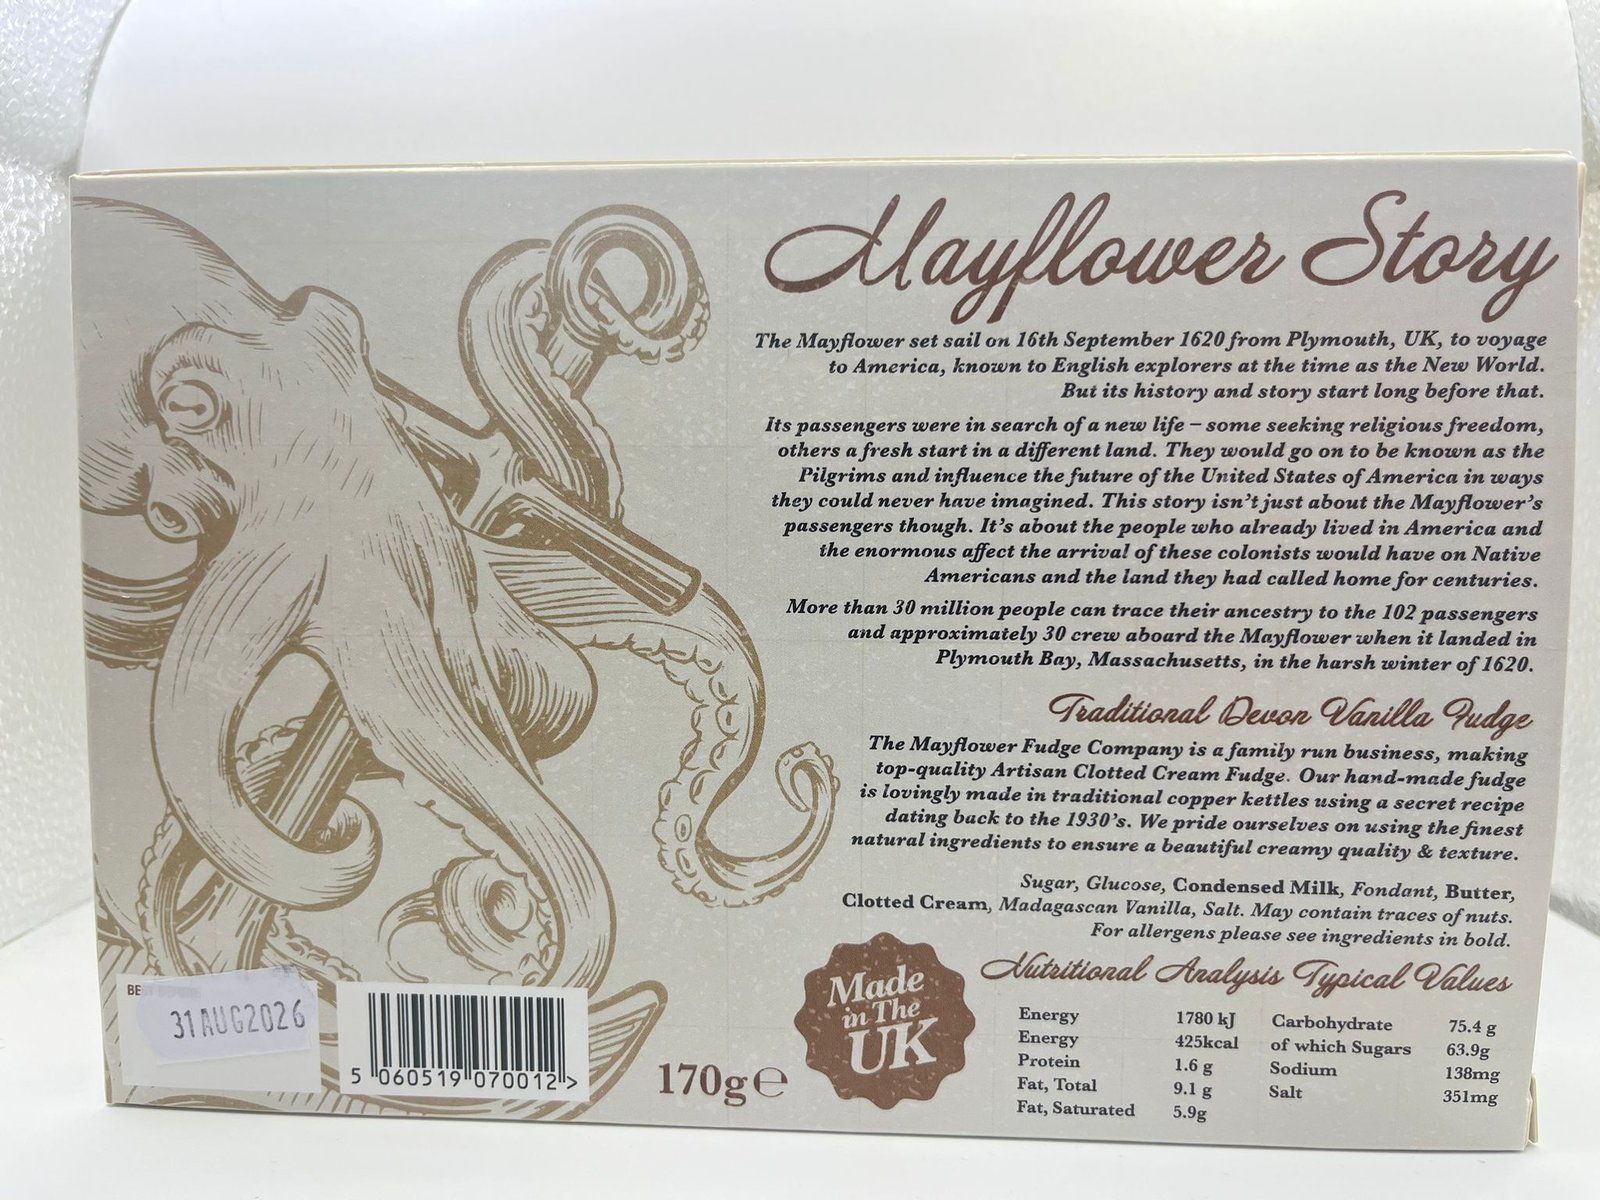 Mayflower Story
The Mayflower set sail on 16th September 1620 from Plymouth, UK, to voyage
to America, known to English explorers at the time as the New World.
But its history and story start long before that.
Its passengers were in search of a new life – some seeking religious freedom,
others a fresh start in a different land. They would go on to be known as the
Pilgrims and influence the future of the United States of America in ways
they could never have imagined. This story isn't just about the Mayflower's
passengers though. It's about the people who already lived in America and
the enormous affect the arrival of these colonists would have on Native
Americans and the land they had called home for centuries.
More than 30 million people can trace their ancestry to the 102 passengers
and approximately 30 crew aboard the Mayflower when it landed in
Plymouth Bay, Massachusetts, in the harsh winter of 1620.
Traditional Devon Vanilla Fudge
The Mayflower Fudge Company is a family run business, making
top-quality Artisan Clotted Cream Fudge. Our hand-made fudge
is lovingly made in traditional copper kettles using a secret recipe
dating back to the 1930's. We pride ourselves on using the finest
natural ingredients to ensure a beautiful creamy quality & texture.
Sugar, Glucose, Condensed Milk, Fondant, Butter,
Clotted Cream, Madagascan Vanilla, Salt. May contain traces of nuts.
For allergens please see ingredients in bold.
Nutritional Analysis Typical Values
Energy 1780 kJ
Energy 425kcal
Protein 1.6 g
Fat, Total 9.1 g
Fat, Saturated 5.9g
Carbohydrate 75.4 g
of which Sugars 63.9g
Sodium 138mg
Salt 351mg
Made
in The
UK
170g℮
31 AUG2026
5 060519 070012 >